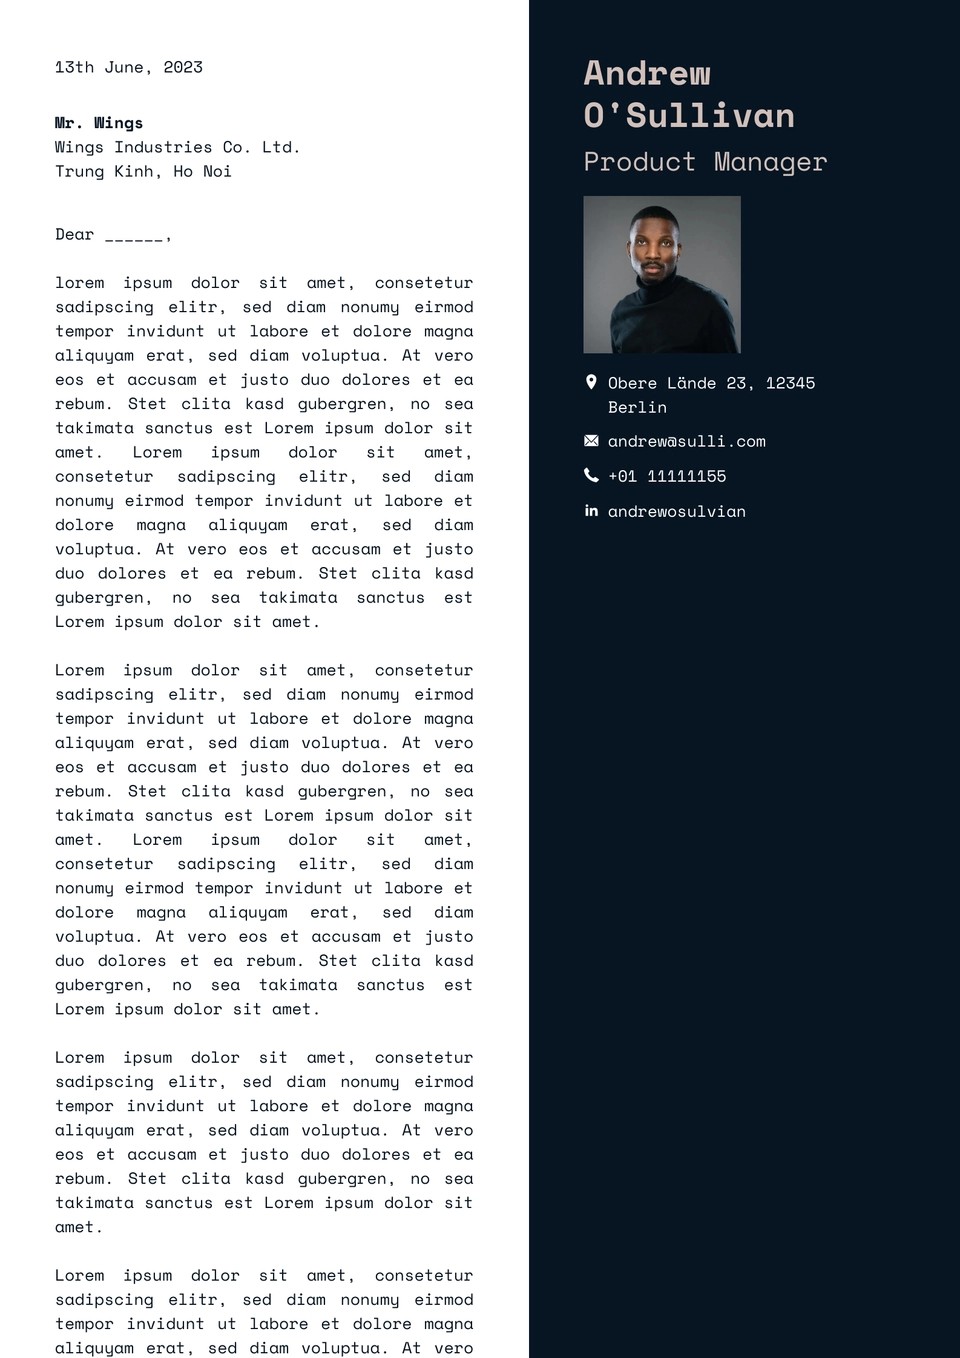 13th June, 2023
Mr. Wings
Wings Industries Co. Ltd.
Trung Kinh, Ho Noi
Dear ______,
lorem ipsum dolor sit amet, consetetur
sadipscing elitr, sed diam nonumy eirmod
tempor invidunt ut labore et dolore magna
aliquyam erat, sed diam voluptua. At vero
eos et accusam et justo duo dolores et ea
rebum. Stet clita kasd gubergren, no sea
takimata sanctus est Lorem ipsum dolor sit
amet. Lorem ipsum dolor sit amet,
consetetur sadipscing elitr, sed diam
nonumy eirmod tempor invidunt ut labore et
dolore magna aliquyam erat, sed diam
voluptua. At vero eos et accusam et justo
duo dolores et ea rebum. Stet clita kasd
gubergren, no sea takimata sanctus est
Lorem ipsum dolor sit amet.
Lorem ipsum dolor sit amet, consetetur
sadipscing elitr, sed diam nonumy eirmod
tempor invidunt ut labore et dolore magna
aliquyam erat, sed diam voluptua. At vero
eos et accusam et justo duo dolores et ea
rebum. Stet clita kasd gubergren, no sea
takimata sanctus est Lorem ipsum dolor sit
amet. Lorem ipsum dolor sit amet,
consetetur sadipscing elitr, sed diam
nonumy eirmod tempor invidunt ut labore et
dolore magna aliquyam erat, sed diam
voluptua. At vero eos et accusam et justo
duo dolores et ea rebum. Stet clita kasd
gubergren, no sea takimata sanctus est
Lorem ipsum dolor sit amet.
Lorem ipsum dolor sit amet, consetetur
sadipscing elitr, sed diam nonumy eirmod
tempor invidunt ut labore et dolore magna
aliquyam erat, sed diam voluptua. At vero
eos et accusam et justo duo dolores et ea
rebum. Stet clita kasd gubergren, no sea
takimata sanctus est Lorem ipsum dolor sit
amet.
Lorem ipsum dolor sit amet, consetetur
sadipscing elitr, sed diam nonumy eirmod
tempor invidunt ut labore et dolore magna
aliquyam erat, sed diam voluptua. At vero
Andrew
O'Sullivan
Product Manager
Obere Lände 23, 12345
Berlin
andrew@sulli.com
+01 11111155
in andrewosulvian